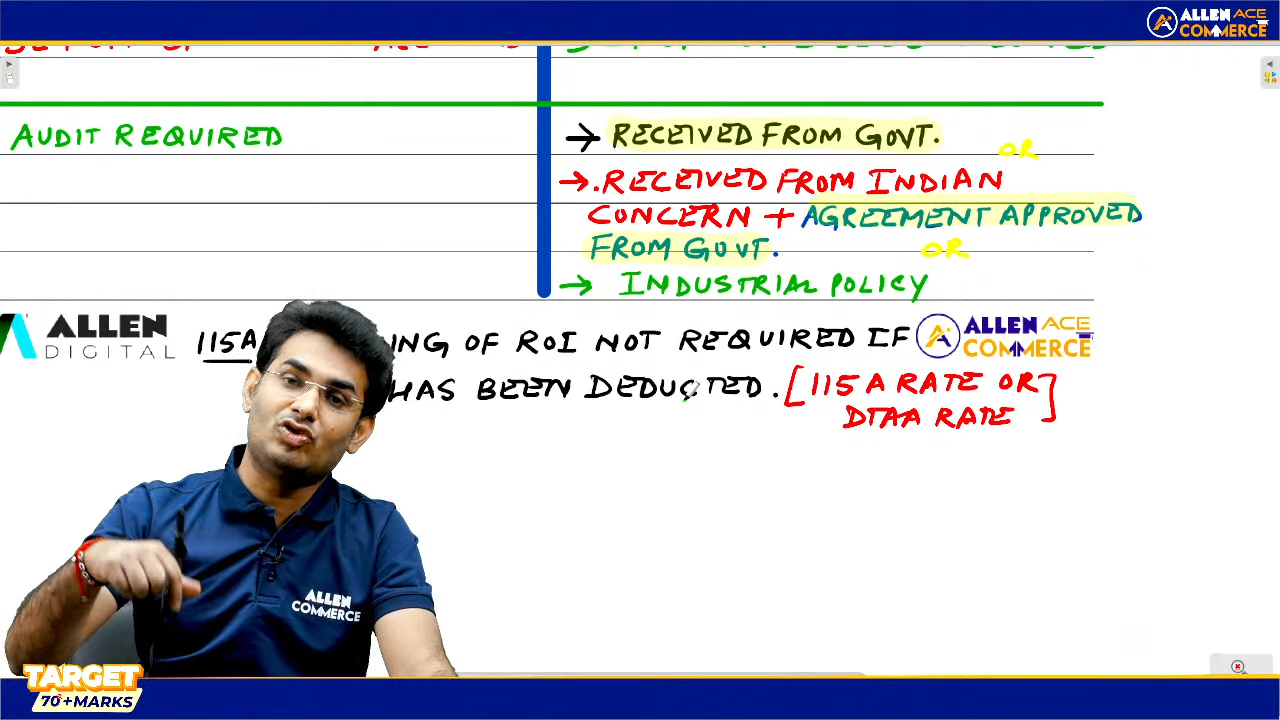 ALLEN ACE
COMMERCE
AUDIT REQUIRED
→ RECEIVED FROM GOVT.
OR
→ .RECEIVED FROM INDIAN
CONCERN + AGREEMENT APPROVED
FROM GOVT.
OR
→ INDUSTRIAL POLICY
ALLEN
DIGITAL
115A
ING OF ROI NOT REQUIRED IF
ALLEN ACE
COMMERCE
HAS BEEN DEDUCTED. [115A RATE OR
DTAA RATE]
ALLEN
COMMERCE
TARGET
70+MARKS